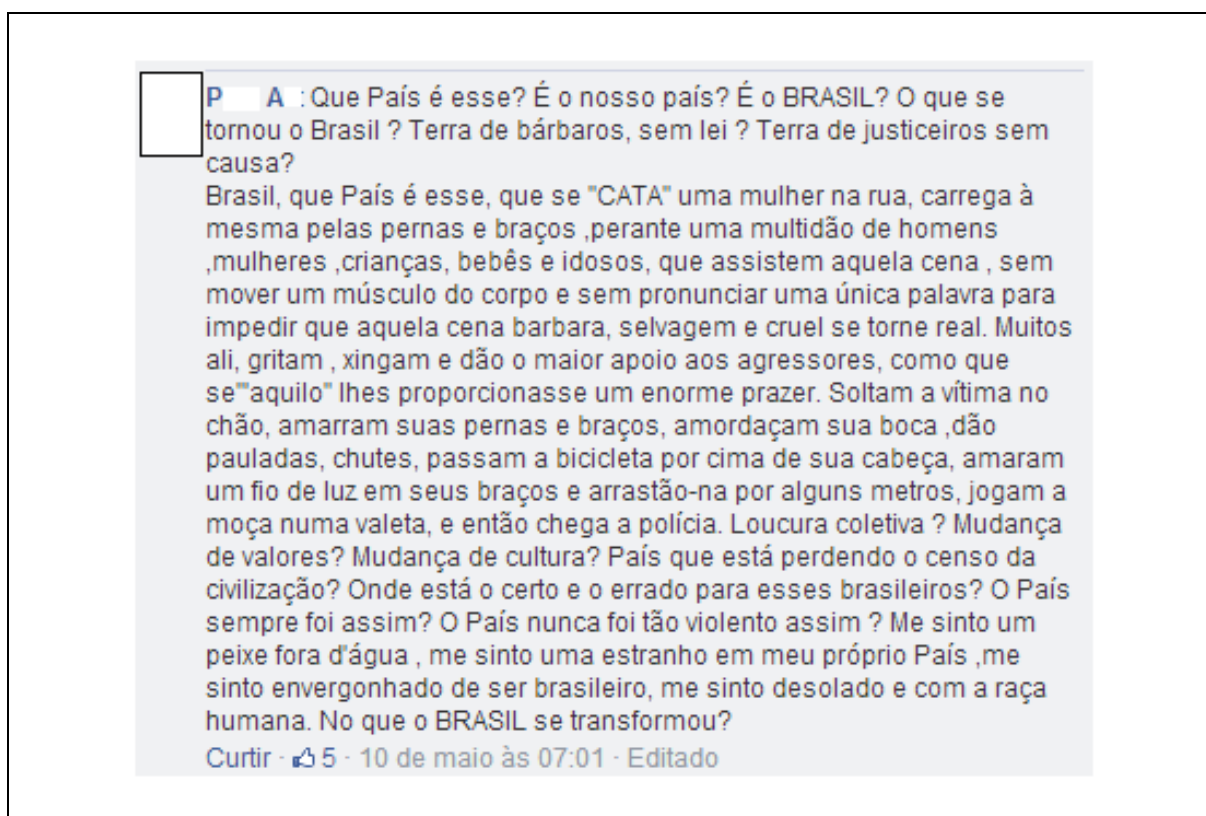 P A : Que País é esse? É o nosso país? É o BRASIL? O que se
tornou o Brasil ? Terra de bárbaros, sem lei ? Terra de justiceiros sem
causa?
Brasil, que País é esse, que se "CATA" uma mulher na rua, carrega à
mesma pelas pernas e braços ,perante uma multidão de homens
,mulheres ,crianças, bebês e idosos, que assistem aquela cena , sem
mover um músculo do corpo e sem pronunciar uma única palavra para
impedir que aquela cena barbara, selvagem e cruel se torne real. Muitos
ali, gritam , xingam e dão o maior apoio aos agressores, como que
se""aquilo" lhes proporcionasse um enorme prazer. Soltam a vítima no
chão, amarram suas pernas e braços, amordaçam sua boca ,dão
pauladas, chutes, passam a bicicleta por cima de sua cabeça, amaram
um fio de luz em seus braços e arrastão-na por alguns metros, jogam a
moça numa valeta, e então chega a polícia. Loucura coletiva ? Mudança
de valores? Mudança de cultura? País que está perdendo o censo da
civilização? Onde está o certo e o errado para esses brasileiros? O País
sempre foi assim? O País nunca foi tão violento assim ? Me sinto um
peixe fora d'água , me sinto uma estranho em meu próprio País ,me
sinto envergonhado de ser brasileiro, me sinto desolado e com a raça
humana. No que o BRASIL se transformou?
Curtir · 5 · 10 de maio às 07:01 · Editado